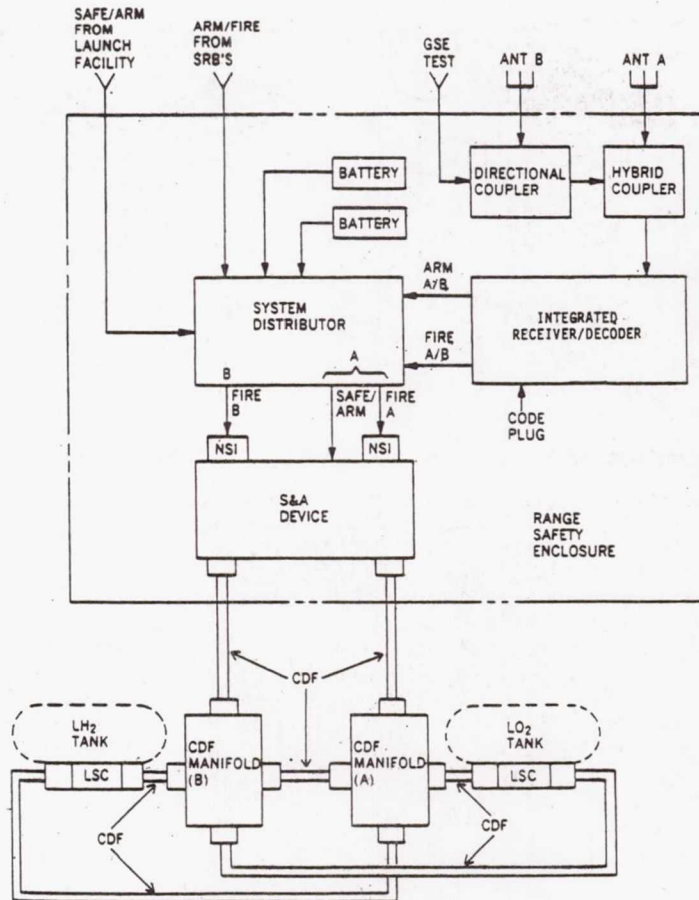 SAFE/ARM
FROM
LAUNCH
FACILITY
ARM/FIRE
FROM
SRB'S
GSE
TEST
ANT B
ANT A
BATTERY
BATTERY
DIRECTIONAL
COUPLER
HYBRID
COUPLER
SYSTEM
DISTRIBUTOR
ARM
A/B
FIRE
A/B
INTEGRATED
RECEIVER/DECODER
B
A
FIRE
B
SAFE/
ARM
FIRE
A
CODE
PLUG
NSI
NSI
S&A
DEVICE
RANGE
SAFETY
ENCLOSURE
CDF
LH2
TANK
LSC
CDF
MANIFOLD
(B)
CDF
MANIFOLD
(A)
LO2
TANK
LSC
CDF
CDF